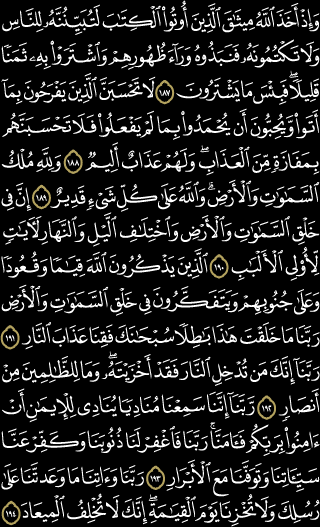 وَإِذْ أَخَذَ ٱللَّهُ مِيثَٰقَ ٱلَّذِينَ أُوتُوا۟ ٱلْكِتَٰبَ لَتُبَيِّنُنَّهُۥ لِلنَّاسِ
وَلَا تَكْتُمُونَهُۥ فَنَبَذُوهُ وَرَآءَ ظُهُورِهِمْ وَٱشْتَرَوْا۟ بِهِۦ ثَمَنًا
قَلِيلًا ۖ فَبِئْسَ مَا يَشْتَرُونَ ١٨٧ لَا تَحْسَبَنَّ ٱلَّذِينَ يَفْرَحُونَ بِمَآ
أَتَوا۟ وَّيُحِبُّونَ أَن يُحْمَدُوا۟ بِمَا لَمْ يَفْعَلُوا۟ فَلَا تَحْسَبَنَّهُم
بِمَفَازَةٍ مِّنَ ٱلْعَذَابِ ۖ وَلَهُمْ عَذَابٌ أَلِيمٌ ١٨٨ وَلِلَّهِ مُلْكُ
ٱلسَّمَٰوَٰتِ وَٱلْأَرْضِ ۗ وَٱللَّهُ عَلَىٰ كُلِّ شَىْءٍ قَدِيرٌ ١٨٩ إِنَّ فِى
خَلْقِ ٱلسَّمَٰوَٰتِ وَٱلْأَرْضِ وَٱخْتِلَٰفِ ٱلَّيْلِ وَٱلنَّهَارِ لَءَايَٰتٍ
لِّأُو۟لِى ٱلْأَلْبَٰبِ ١٩٠ ٱلَّذِينَ يَذْكُرُونَ ٱللَّهَ قِيَٰمًا وَقُعُودًا
وَعَلَىٰ جُنُوبِهِمْ وَيَتَفَكَّرُونَ فِى خَلْقِ ٱلسَّمَٰوَٰتِ وَٱلْأَرْضِ
رَبَّنَا مَا خَلَقْتَ هَٰذَا بَٰطِلًا سُبْحَٰنَكَ فَقِنَا عَذَابَ ٱلنَّارِ ١٩١
رَبَّنَآ إِنَّكَ مَن تُدْخِلِ ٱلنَّارَ فَقَدْ أَخْزَيْتَهُۥ ۖ وَمَا لِلظَّٰلِمِينَ مِنْ
أَنصَارٍ ١٩٢ رَّبَّنَآ إِنَّنَا سَمِعْنَا مُنَادِيًا يُنَادِى لِلْإِيمَٰنِ أَنْ
ءَامِنُوا۟ بِرَبِّكُمْ فَـَٔامَنَّا ۚ رَبَّنَا فَٱغْفِرْ لَنَا ذُنُوبَنَا وَكَفِّرْ عَنَّا
سَيِّـَٔاتِنَا وَتَوَفَّنَا مَعَ ٱلْأَبْرَارِ ١٩٣ رَبَّنَا وَءَاتِنَا مَا وَعَدتَّنَا عَلَىٰ
رُسُلِكَ وَلَا تُخْزِنَا يَوْمَ ٱلْقِيَٰمَةِ ۗ إِنَّكَ لَا تُخْلِفُ ٱلْمِيعَادَ ١٩٤